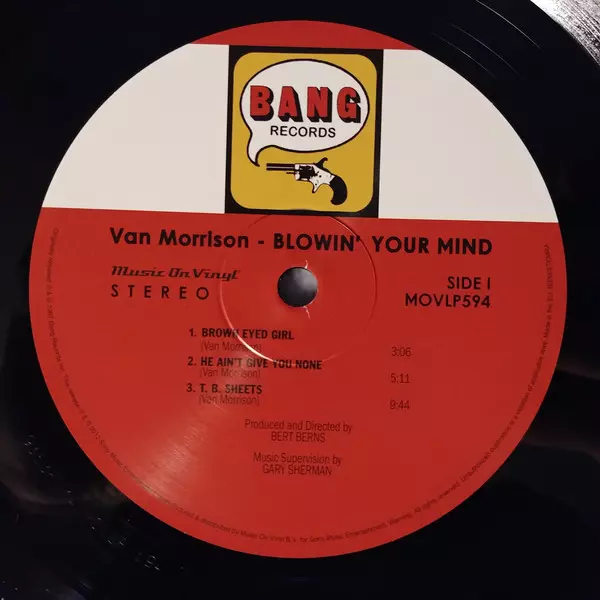 BANG
RECORDS
Van Morrison - BLOWIN' YOUR MIND
Music On Vinyl
STEREO
SIDE I
MOVLP594
1. BROWN EYED GIRL
(Van Morrison)
3:06
2. HE AIN'T GIVE YOU NONE
(Van Morrison)
5:11
3. T. B. SHEETS
(Van Morrison)
9:44
Produced and Directed by
BERT BERNS
Music Supervision by
GARY SHERMAN